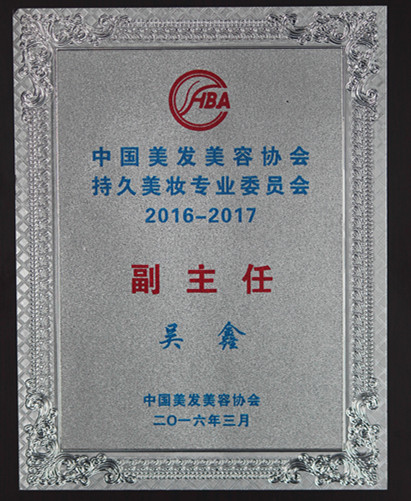 CHBA
中国美发美容协会
持久美妆专业委员会
2016-2017
副主任
吴鑫
中国美发美容协会
二〇一六年三月